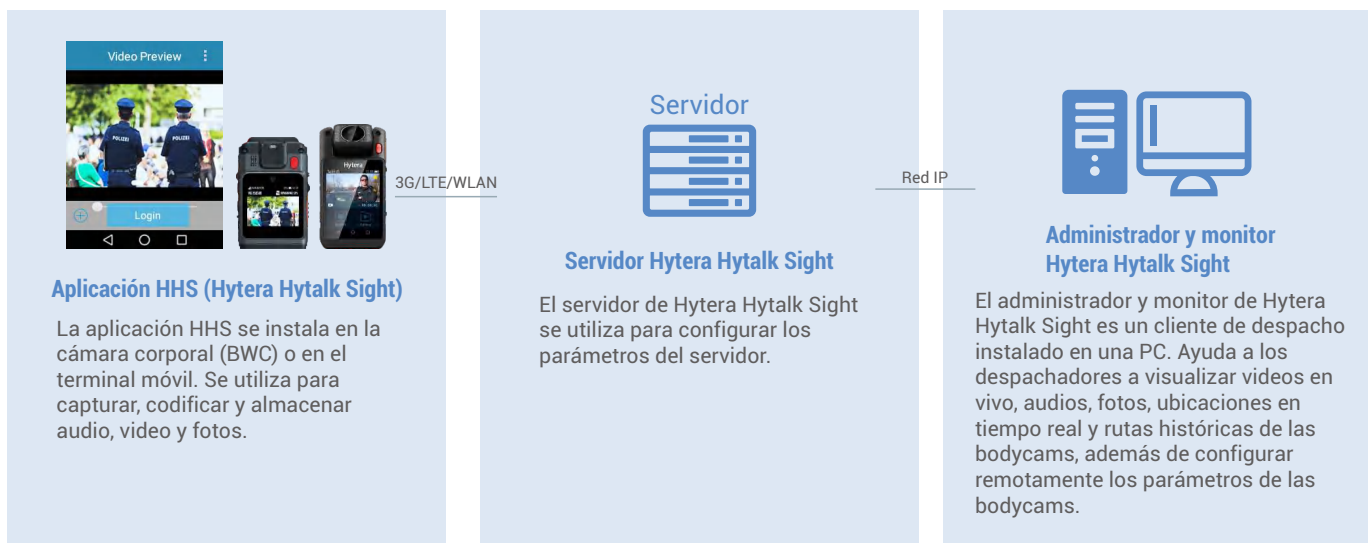 Video Preview
POLIZEI
POLIZEI
Login
Hytera
3G/LTE/WLAN
Aplicación HHS (Hytera Hytalk Sight)
La aplicación HHS se instala en la
cámara corporal (BWC) o en el
terminal móvil. Se utiliza para
capturar, codificar y almacenar
audio, video y fotos.
Servidor
Servidor Hytera Hytalk Sight
El servidor de Hytera Hytalk Sight
se utiliza para configurar los
parámetros del servidor.
Red IP
Administrador y monitor
Hytera Hytalk Sight
El administrador y monitor de Hytera
Hytalk Sight es un cliente de despacho
instalado en una PC. Ayuda a los
despachadores a visualizar videos en
vivo, audios, fotos, ubicaciones en
tiempo real y rutas históricas de las
bodycams, además de configurar
remotamente los parámetros de las
bodycams.